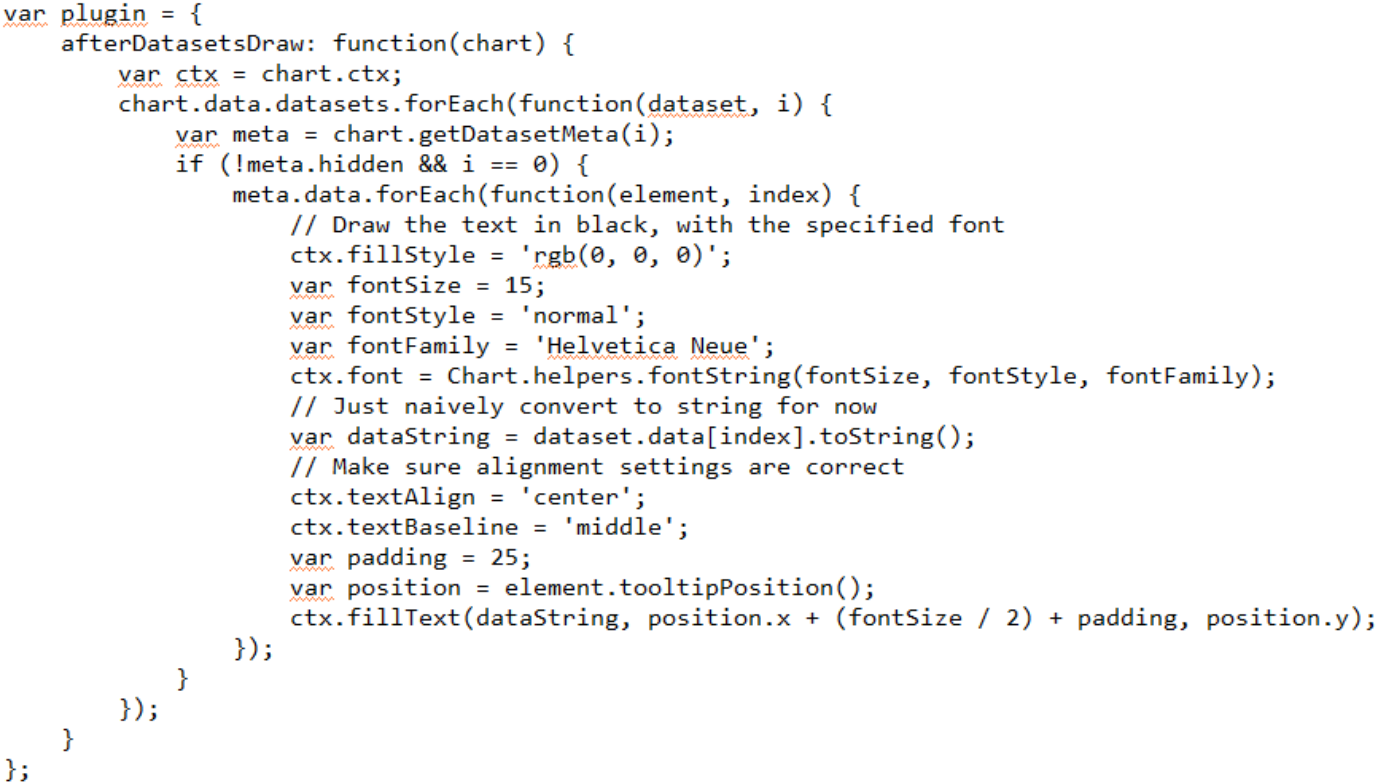 var plugin = {
    afterDatasetsDraw: function(chart) {
        var ctx = chart.ctx;
        chart.data.datasets.forEach(function(dataset, i) {
            var meta = chart.getDatasetMeta(i);
            if (!meta.hidden && i == 0) {
                meta.data.forEach(function(element, index) {
                    // Draw the text in black, with the specified font
                    ctx.fillStyle = 'rgb(0, 0, 0)';
                    var fontSize = 15;
                    var fontStyle = 'normal';
                    var fontFamily = 'Helvetica Neue';
                    ctx.font = Chart.helpers.fontString(fontSize, fontStyle, fontFamily);
                    // Just naively convert to string for now
                    var dataString = dataset.data[index].toString();
                    // Make sure alignment settings are correct
                    ctx.textAlign = 'center';
                    ctx.textBaseline = 'middle';
                    var padding = 25;
                    var position = element.tooltipPosition();
                    ctx.fillText(dataString, position.x + (fontSize / 2) + padding, position.y);
                });
            }
        });
    }
};